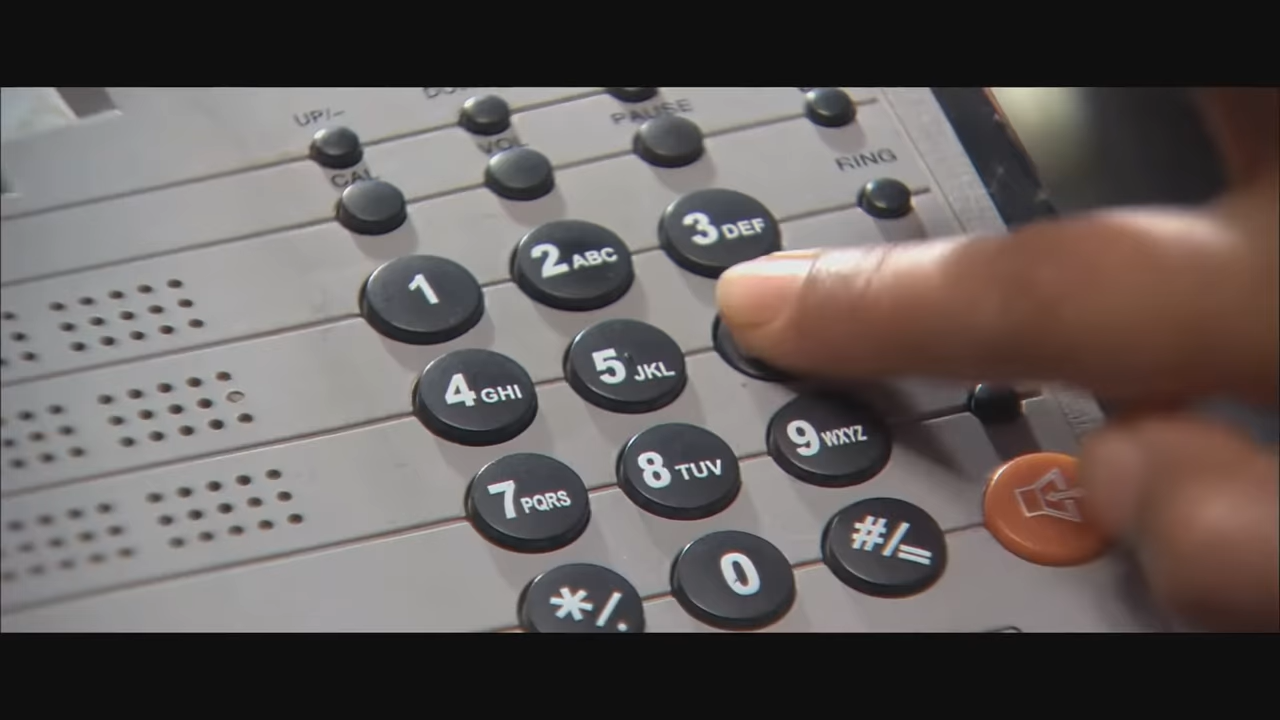 UP/−
VOL
PAUSE
CAL
RING
1
2 ABC
3 DEF
4 GHI
5 JKL
7 PQRS
8 TUV
9 WXYZ
*/.
0
#/=